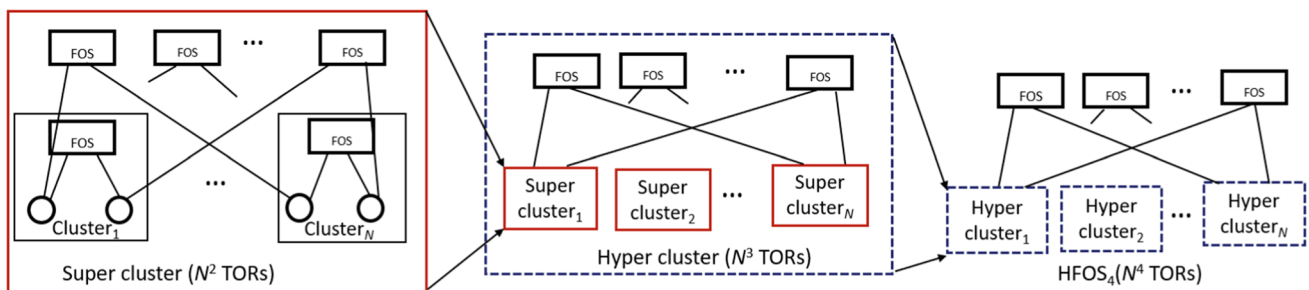 FOS
FOS
...
FOS
FOS
FOS
...
Cluster1
ClusterN
Super cluster (N² TORs)
FOS
FOS
...
FOS
Super
cluster1
Super
cluster2
...
Super
clusterN
Hyper cluster (N³ TORs)
FOS
FOS
...
FOS
Hyper
cluster1
Hyper
cluster2
...
Hyper
clusterN
HFOS4(N⁴ TORs)